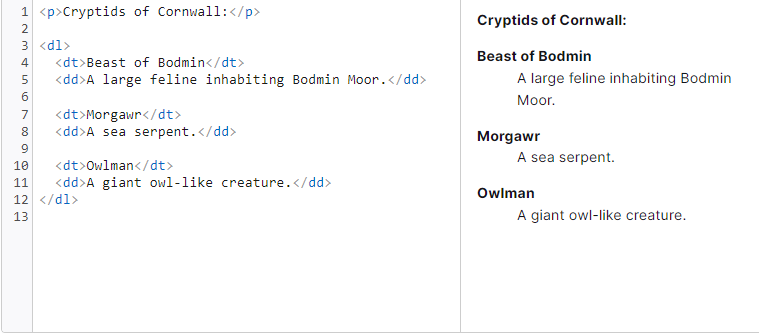 1 <p>Cryptids of Cornwall:</p>
2
3 <dl>
4   <dt>Beast of Bodmin</dt>
5   <dd>A large feline inhabiting Bodmin Moor.</dd>
6
7   <dt>Morgawr</dt>
8   <dd>A sea serpent.</dd>
9
10   <dt>Owlman</dt>
11   <dd>A giant owl-like creature.</dd>
12 </dl>
13
Cryptids of Cornwall:
Beast of Bodmin
A large feline inhabiting Bodmin
Moor.
Morgawr
A sea serpent.
Owlman
A giant owl-like creature.